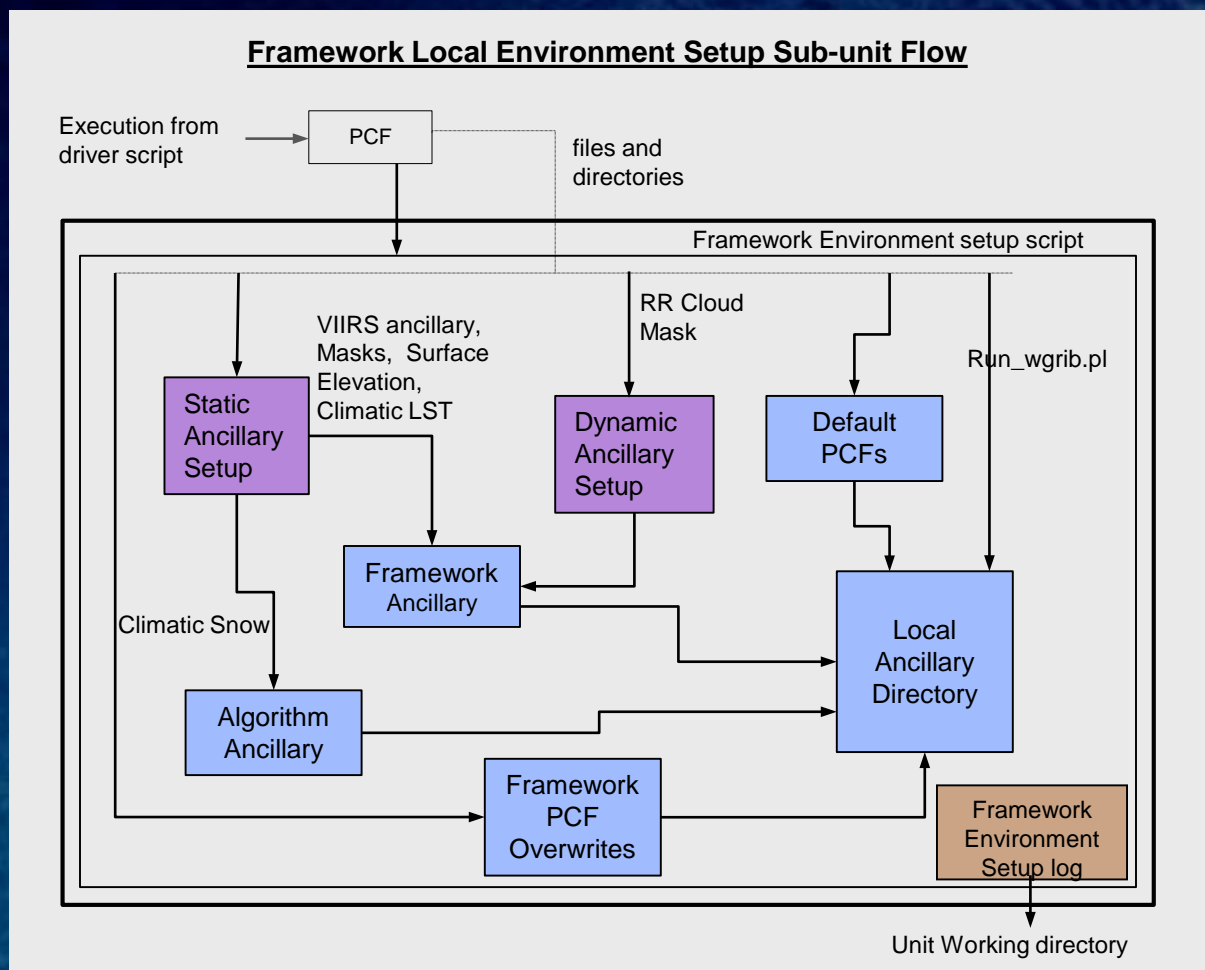 Framework Local Environment Setup Sub-unit Flow
Execution from
driver script
PCF
files and
directories
Framework Environment setup script
VIIRS ancillary,
Masks, Surface
Elevation,
Climatic LST
RR Cloud
Mask
Run_wgrib.pl
Static
Ancillary
Setup
Dynamic
Ancillary
Setup
Default
PCFs
Framework
Ancillary
Climatic Snow
Local
Ancillary
Directory
Algorithm
Ancillary
Framework
PCF
Overwrites
Framework
Environment
Setup log
Unit Working directory